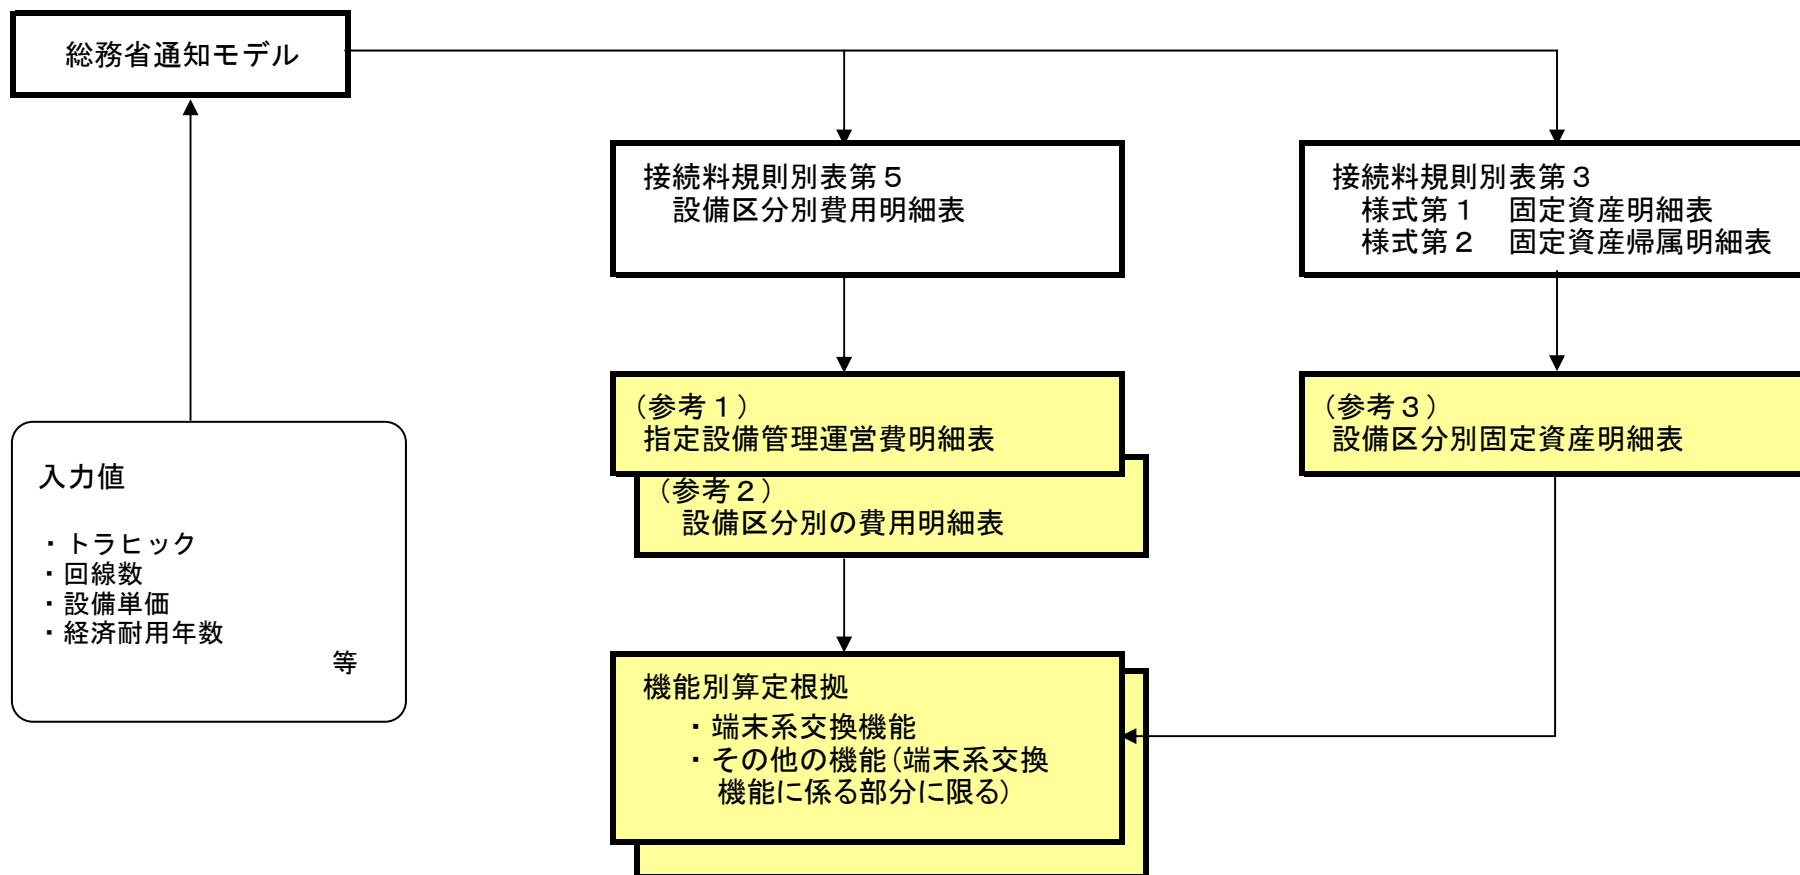 総務省通知モデル
接続料規則別表第５
設備区分別費用明細表
接続料規則別表第３
様式第１　固定資産明細表
様式第２　固定資産帰属明細表
（参考１）
指定設備管理運営費明細表
（参考２）
設備区分別の費用明細表
（参考３）
設備区分別固定資産明細表
入力値
・トラヒック
・回線数
・設備単価
・経済耐用年数
等
機能別算定根拠
・端末系交換機能
・その他の機能（端末系交換
機能に係る部分に限る）